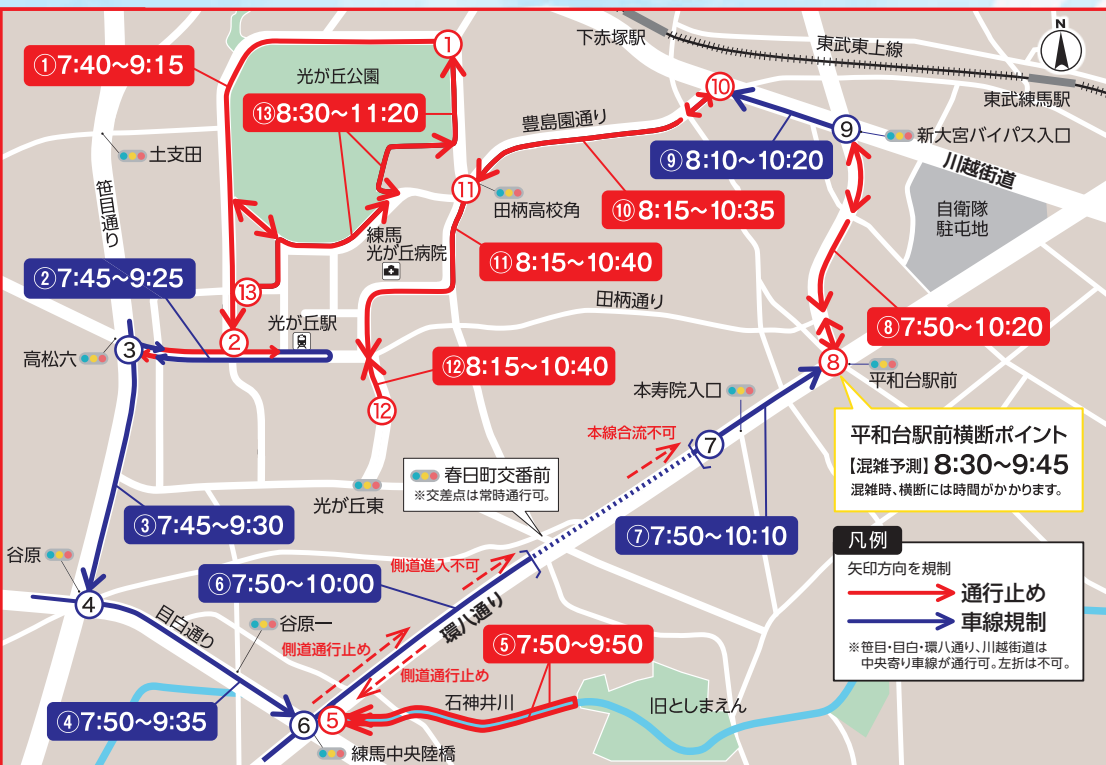 ①7:40～9:15
光が丘公園
⑬8:30～11:20
①
下赤塚駅
東武東上線
N
東武練馬駅
土支田
笹目通り
豊島園通り
⑩
⑨8:10～10:20
⑨
新大宮バイパス入口
川越街道
⑪
田柄高校角
⑩8:15～10:35
自衛隊
駐屯地
練馬
光が丘病院
⑪8:15～10:40
②7:45～9:25
⑬
田柄通り
光が丘駅
⑧7:50～10:20
高松六
③
②
⑫8:15～10:40
⑫
⑧
平和台駅前
本寿院入口
⑦
本線合流不可
平和台駅前横断ポイント
【混雑予測】8:30～9:45
混雑時、横断には時間がかかります。
春日町交番前
※交差点は常時通行可。
光が丘東
③7:45～9:30
⑦7:50～10:10
谷原
④
⑥7:50～10:00
側道進入不可
凡例
矢印方向を規制
通行止め
車線規制
※笹目・目白・環八通り、川越街道は
中央寄り車線が通行可。左折は不可。
目白通り
谷原一
環八通り
側道通行止め
⑤7:50～9:50
側道通行止め
石神井川
旧としまえん
④7:50～9:35
⑥
⑤
練馬中央陸橋